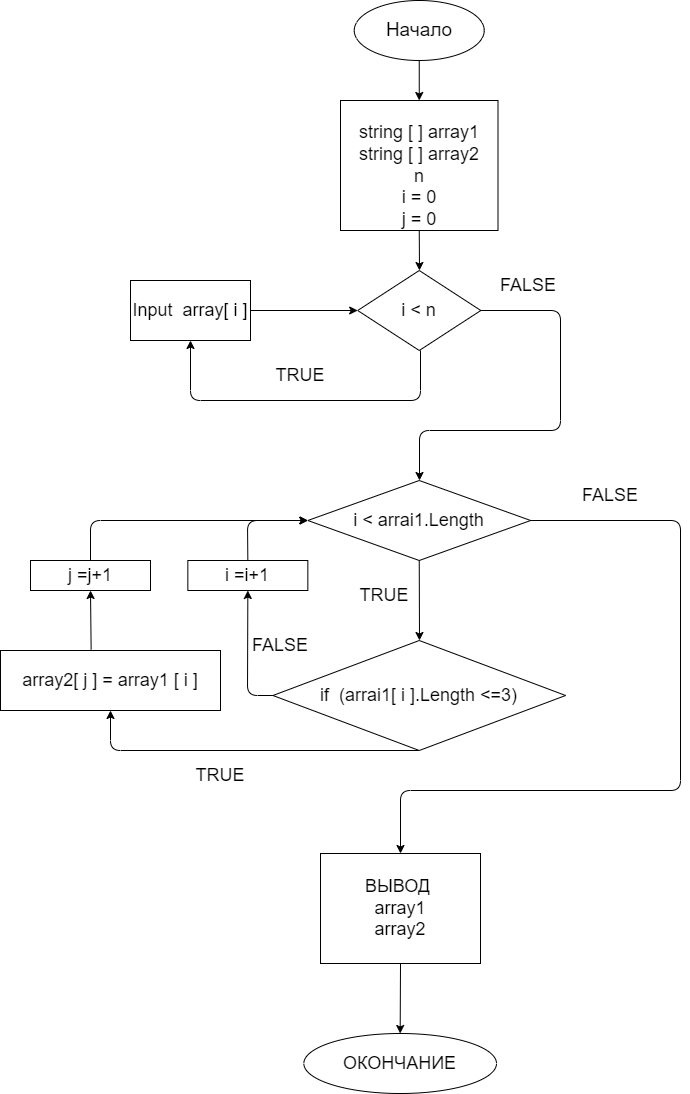 Начало
string [ ] array1
string [ ] array2
n
i = 0
j = 0
FALSE
Input array[ i ]
i < n
TRUE
FALSE
i < arrai1.Length
j =j+1
i =i+1
TRUE
FALSE
array2[ j ] = array1 [ i ]
if (arrai1[ i ].Length <=3)
TRUE
ВЫВОД
array1
array2
ОКОНЧАНИЕ